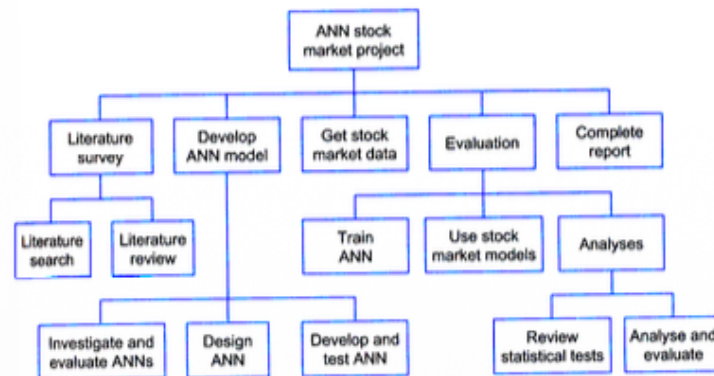 ANN stock
market project
Literature
survey
Develop
ANN model
Get stock
market data
Evaluation
Complete
report
Literature
search
Literature
review
Train
ANN
Use stock
market models
Analyses
Investigate and
evaluate ANNs
Design
ANN
Develop and
test ANN
Review
statistical tests
Analyse and
evaluate